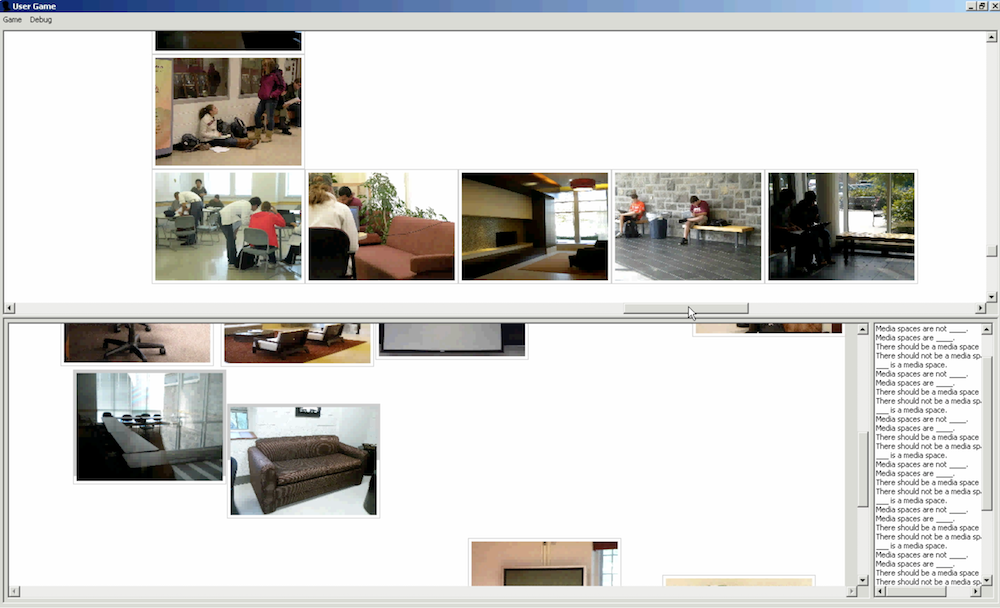 User Game
Game Debug
Media spaces are not ____.
Media spaces are ____.
There should be a media space
There should not be a media sp
___ is a media space.
Media spaces are not ____.
Media spaces are ____.
There should be a media space
There should not be a media sp
___ is a media space.
Media spaces are not ____.
Media spaces are ____.
There should be a media space
There should not be a media sp
___ is a media space.
Media spaces are not ____.
Media spaces are ____.
There should be a media space
There should not be a media sp
___ is a media space.
Media spaces are not ____.
Media spaces are ____.
There should be a media space
There should not be a media sp
___ is a media space.
Media spaces are not ____.
Media spaces are ____.
There should be a media space
There should not be a media sp